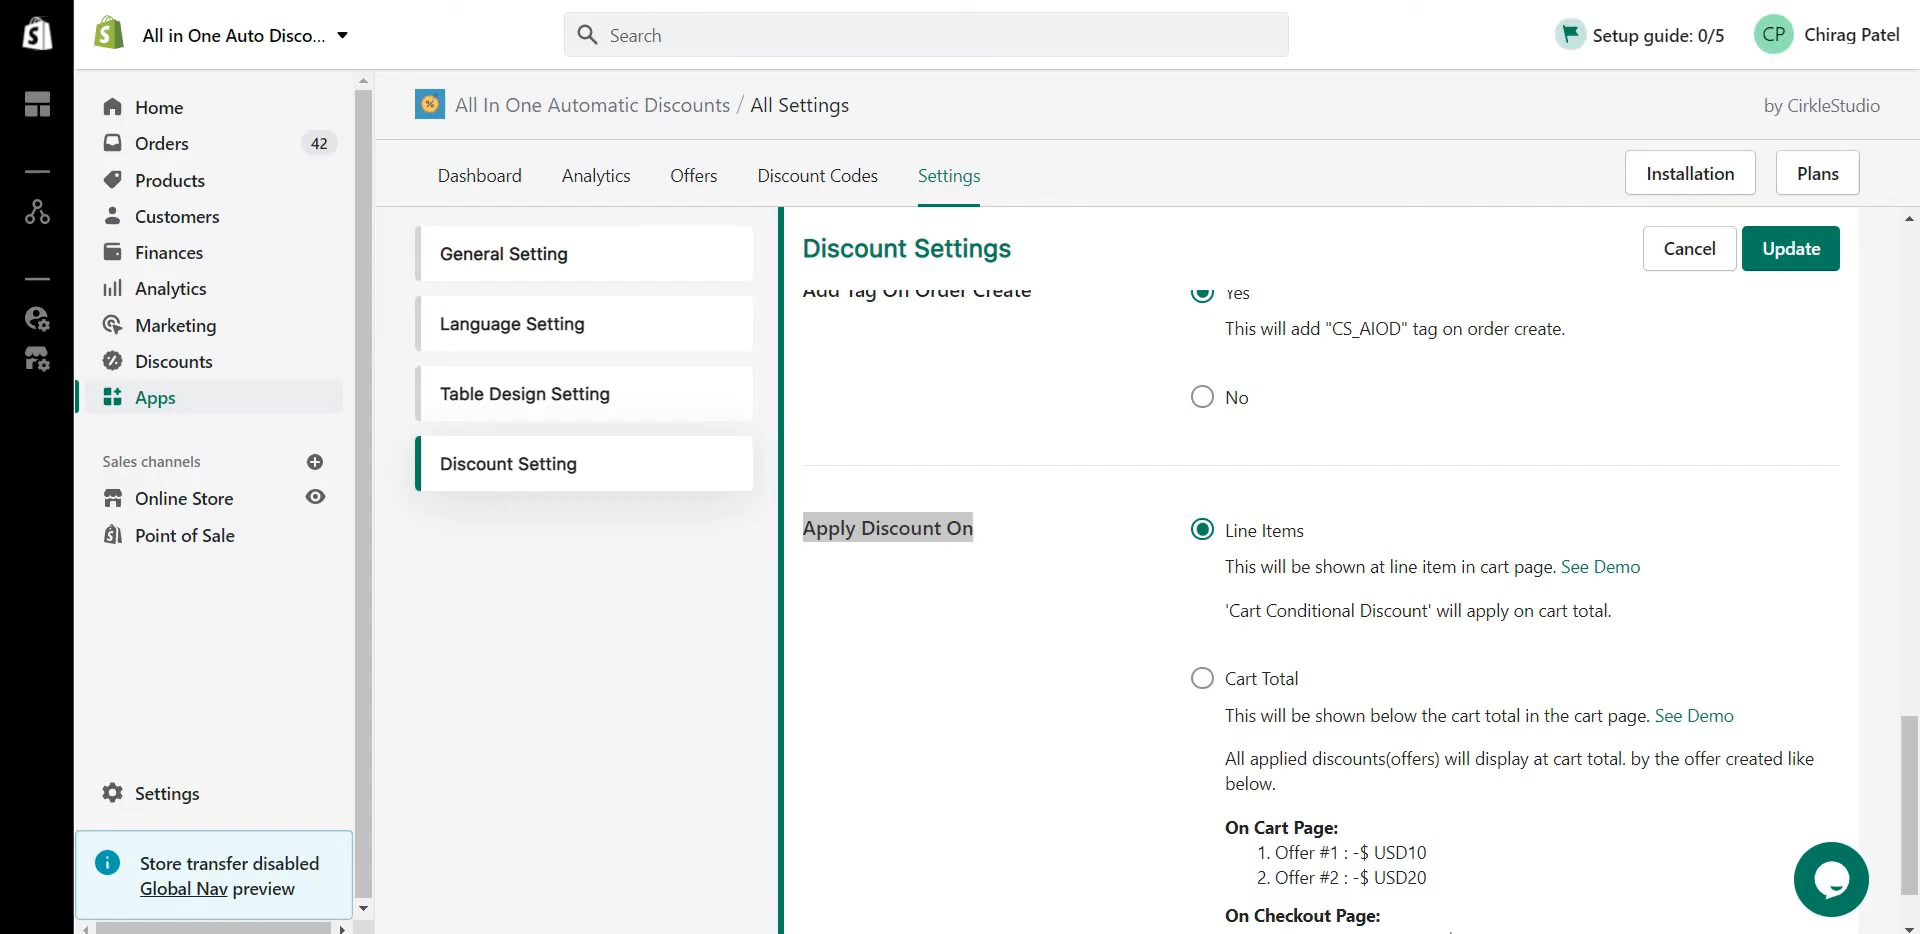 All in One Auto Disco...
Search
Setup guide: 0/5
CP
Chirag Patel
Home
Orders
42
Products
Customers
Finances
Analytics
Marketing
Discounts
Apps
Sales channels
Online Store
Point of Sale
Settings
Store transfer disabled
Global Nav preview
All In One Automatic Discounts / All Settings
by CirkleStudio
Dashboard
Analytics
Offers
Discount Codes
Settings
Installation
Plans
General Setting
Language Setting
Table Design Setting
Discount Setting
Discount Settings
Cancel
Update
Add Tag On Order Create
Yes
This will add "CS_AIOD" tag on order create.
No
Apply Discount On
Line Items
This will be shown at line item in cart page. See Demo
'Cart Conditional Discount' will apply on cart total.
Cart Total
This will be shown below the cart total in the cart page. See Demo
All applied discounts(offers) will display at cart total. by the offer created like
below.
On Cart Page:
1. Offer #1 : -$ USD10
2. Offer #2 : -$ USD20
On Checkout Page: